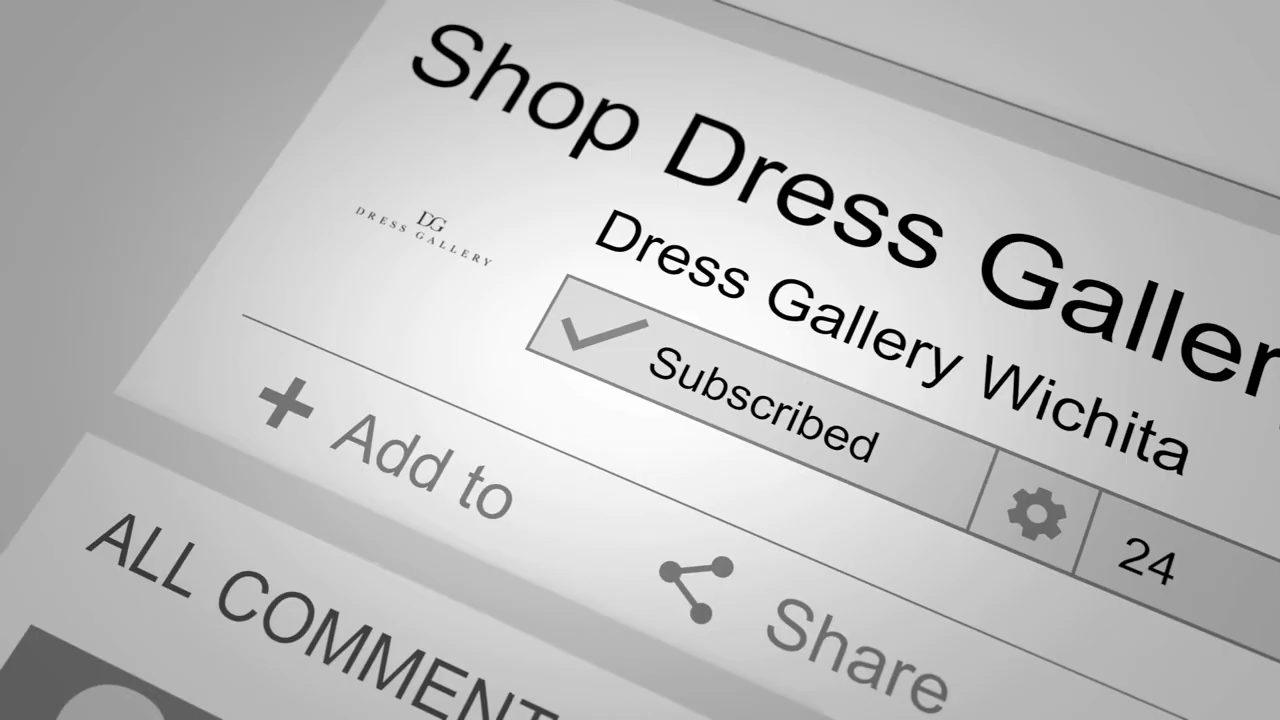 Shop Dress Galler
DG
DRESS GALLERY
Dress Gallery Wichita
Subscribed
24
Add to
Share
ALL COMMENT